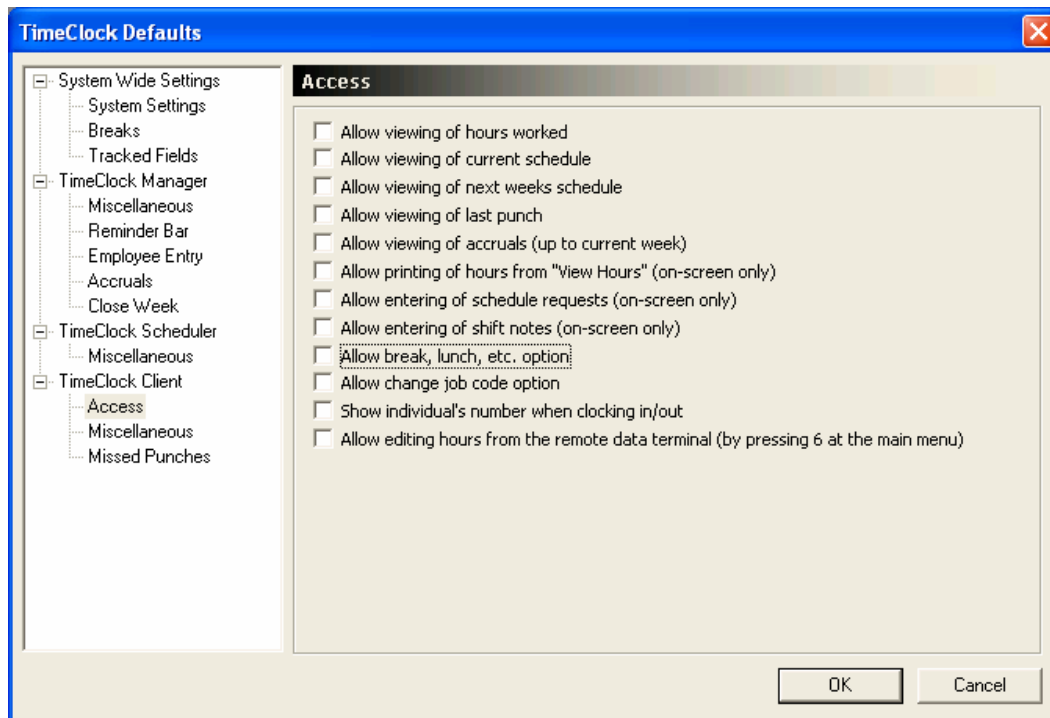 TimeClock Defaults
System Wide Settings
System Settings
Breaks
Tracked Fields
TimeClock Manager
Miscellaneous
Reminder Bar
Employee Entry
Accruals
Close Week
TimeClock Scheduler
Miscellaneous
TimeClock Client
Access
Miscellaneous
Missed Punches
Access
Allow viewing of hours worked
Allow viewing of current schedule
Allow viewing of next weeks schedule
Allow viewing of last punch
Allow viewing of accruals (up to current week)
Allow printing of hours from "View Hours" (on-screen only)
Allow entering of schedule requests (on-screen only)
Allow entering of shift notes (on-screen only)
Allow break, lunch, etc. option
Allow change job code option
Show individual's number when clocking in/out
Allow editing hours from the remote data terminal (by pressing 6 at the main menu)
OK
Cancel